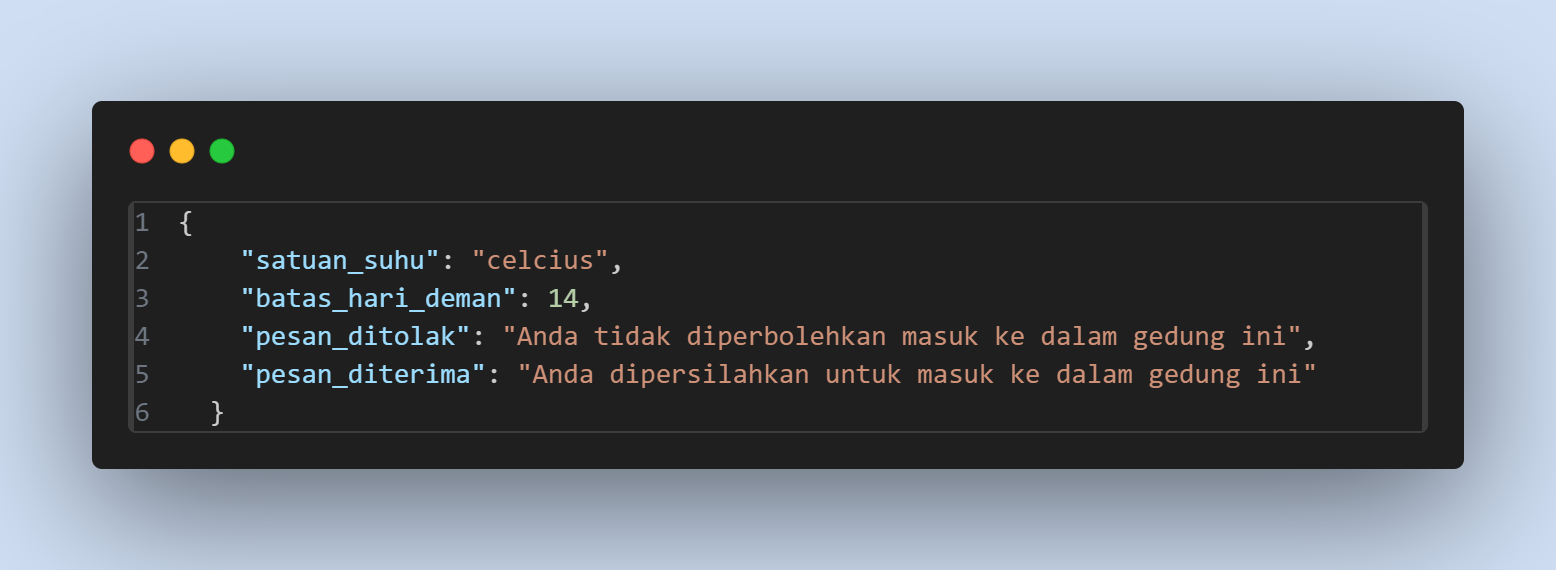 1 {
2 "satuan_suhu": "celcius",
3 "batas_hari_deman": 14,
4 "pesan_ditolak": "Anda tidak diperbolehkan masuk ke dalam gedung ini",
5 "pesan_diterima": "Anda dipersilahkan untuk masuk ke dalam gedung ini"
6 }